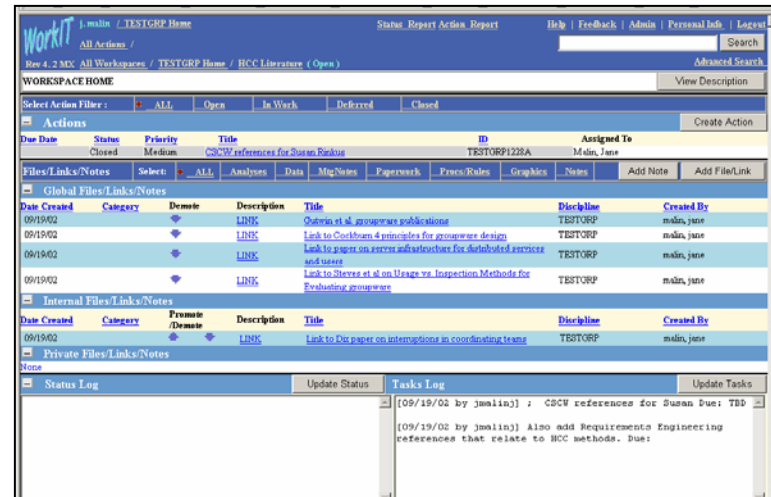 WorkIT j.malin / TESTGRP Home Status Report Action Report Help | Feedback | Admin | Personal Info | Logout
All Actions / Search
Rev 4.2 MX All Workspaces / TESTGRP Home / HCC Literature ( Open ) Advanced Search
WORKSPACE HOME View Description
Select Action Filter : ALL Open In Work Deferred Closed
Actions Create Action
Due Date Status Priority Title ID Assigned To
Closed Medium CSCW references for Susan Rinkus TESTORP1228A Malin, Jane
Files/Links/Notes Select: ALL Analyses Data MtgNotes Paperwork Procs/Rules Graphics Notes Add Note Add File/Link
Global Files/Links/Notes
Date Created Category Demote Description Title Discipline Created By
09/19/02 LINK Gutwin et al. groupware publications TESTORP malin, jane
09/19/02 LINK Link to Cockburn 4 principles for groupware design TESTORP malin, jane
09/19/02 LINK Link to paper on server infrastructure for distributed services and users TESTORP malin, jane
09/19/02 LINK Link to Steves et al on Usage vs. Inspection Methods for Evaluating groupware TESTORP malin, jane
Internal Files/Links/Notes
Date Created Category Promote /Demote Description Title Discipline Created By
09/19/02 LINK Link to Dix paper on interruptions in coordinating teams TESTORP malin, jane
Private Files/Links/Notes
None
Status Log Update Status Tasks Log Update Tasks
[09/19/02 by jmalinj] ; CSCW references for Susan Due: TBD
[09/19/02 by jmalinj] Also add Requirements Engineering
references that relate to HCC methods. Due: